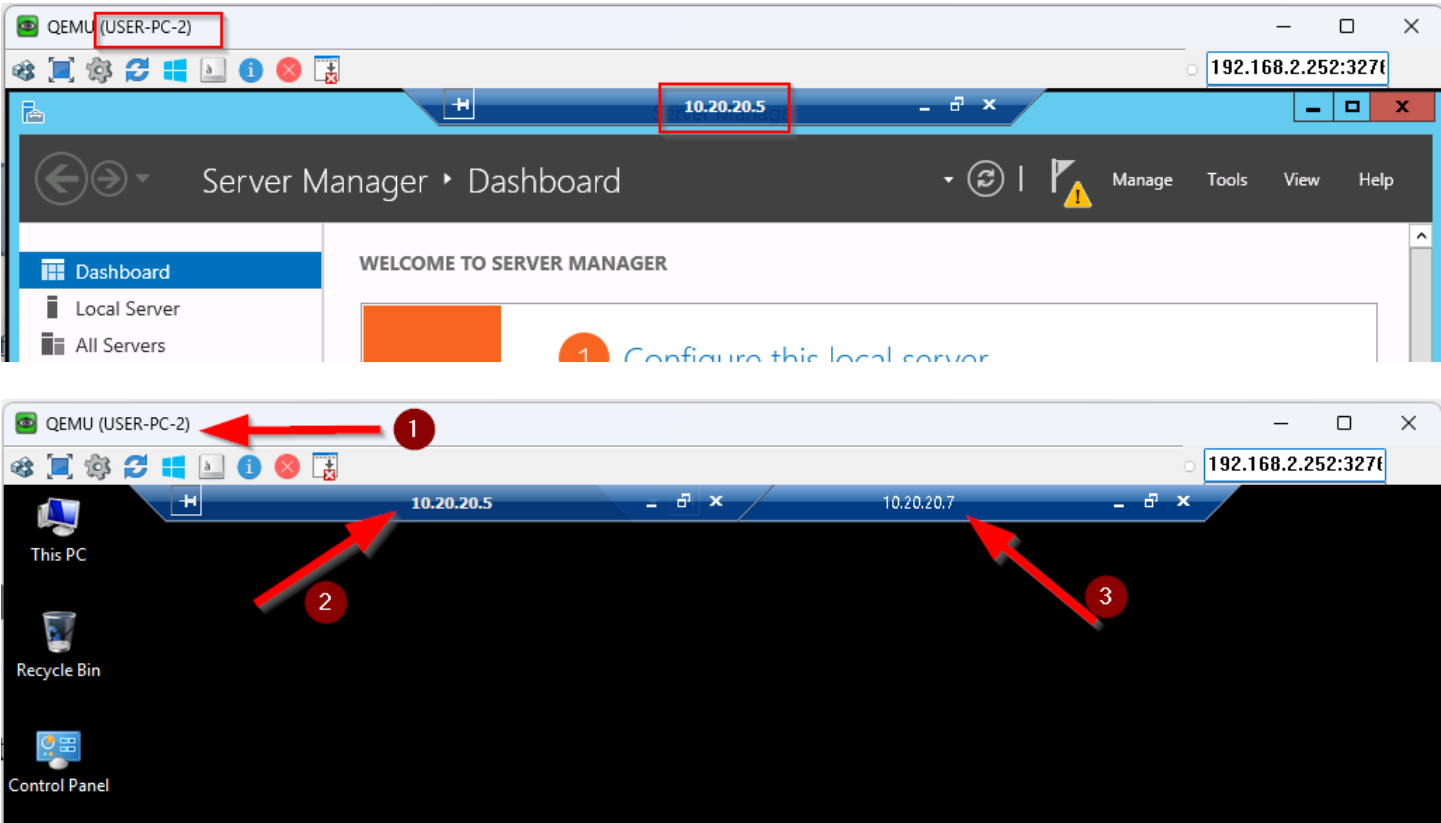 QEMU (USER-PC-2)
192.168.2.252:3276
10.20.20.5
Server Manager
Server Manager ‣ Dashboard
Manage Tools View Help
Dashboard
WELCOME TO SERVER MANAGER
Local Server
All Servers
1 Configure this local server
QEMU (USER-PC-2)
1
192.168.2.252:3276
10.20.20.5
10.20.20.7
This PC
2
3
Recycle Bin
Control Panel